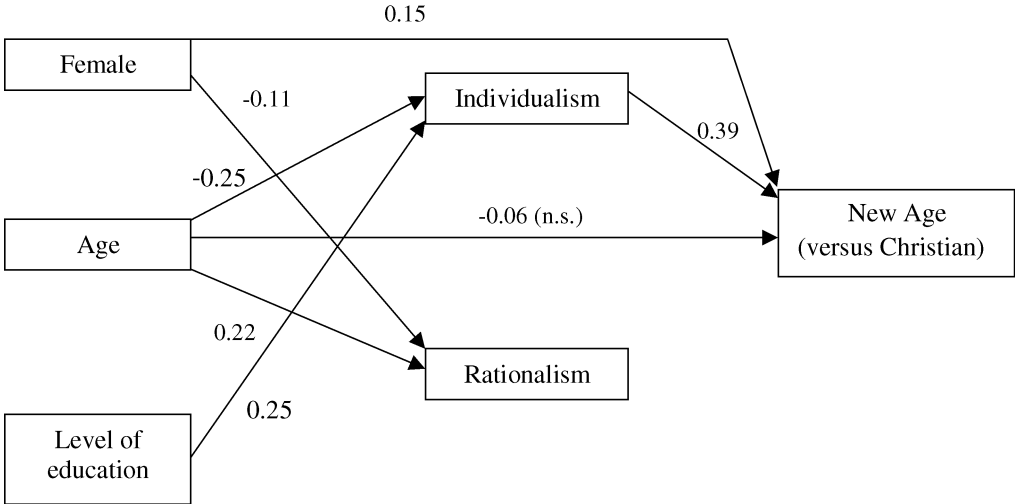 0.15
Female
-0.11
Individualism
0.39
-0.25
New Age
(versus Christian)
-0.06 (n.s.)
Age
0.22
Rationalism
0.25
Level of
education